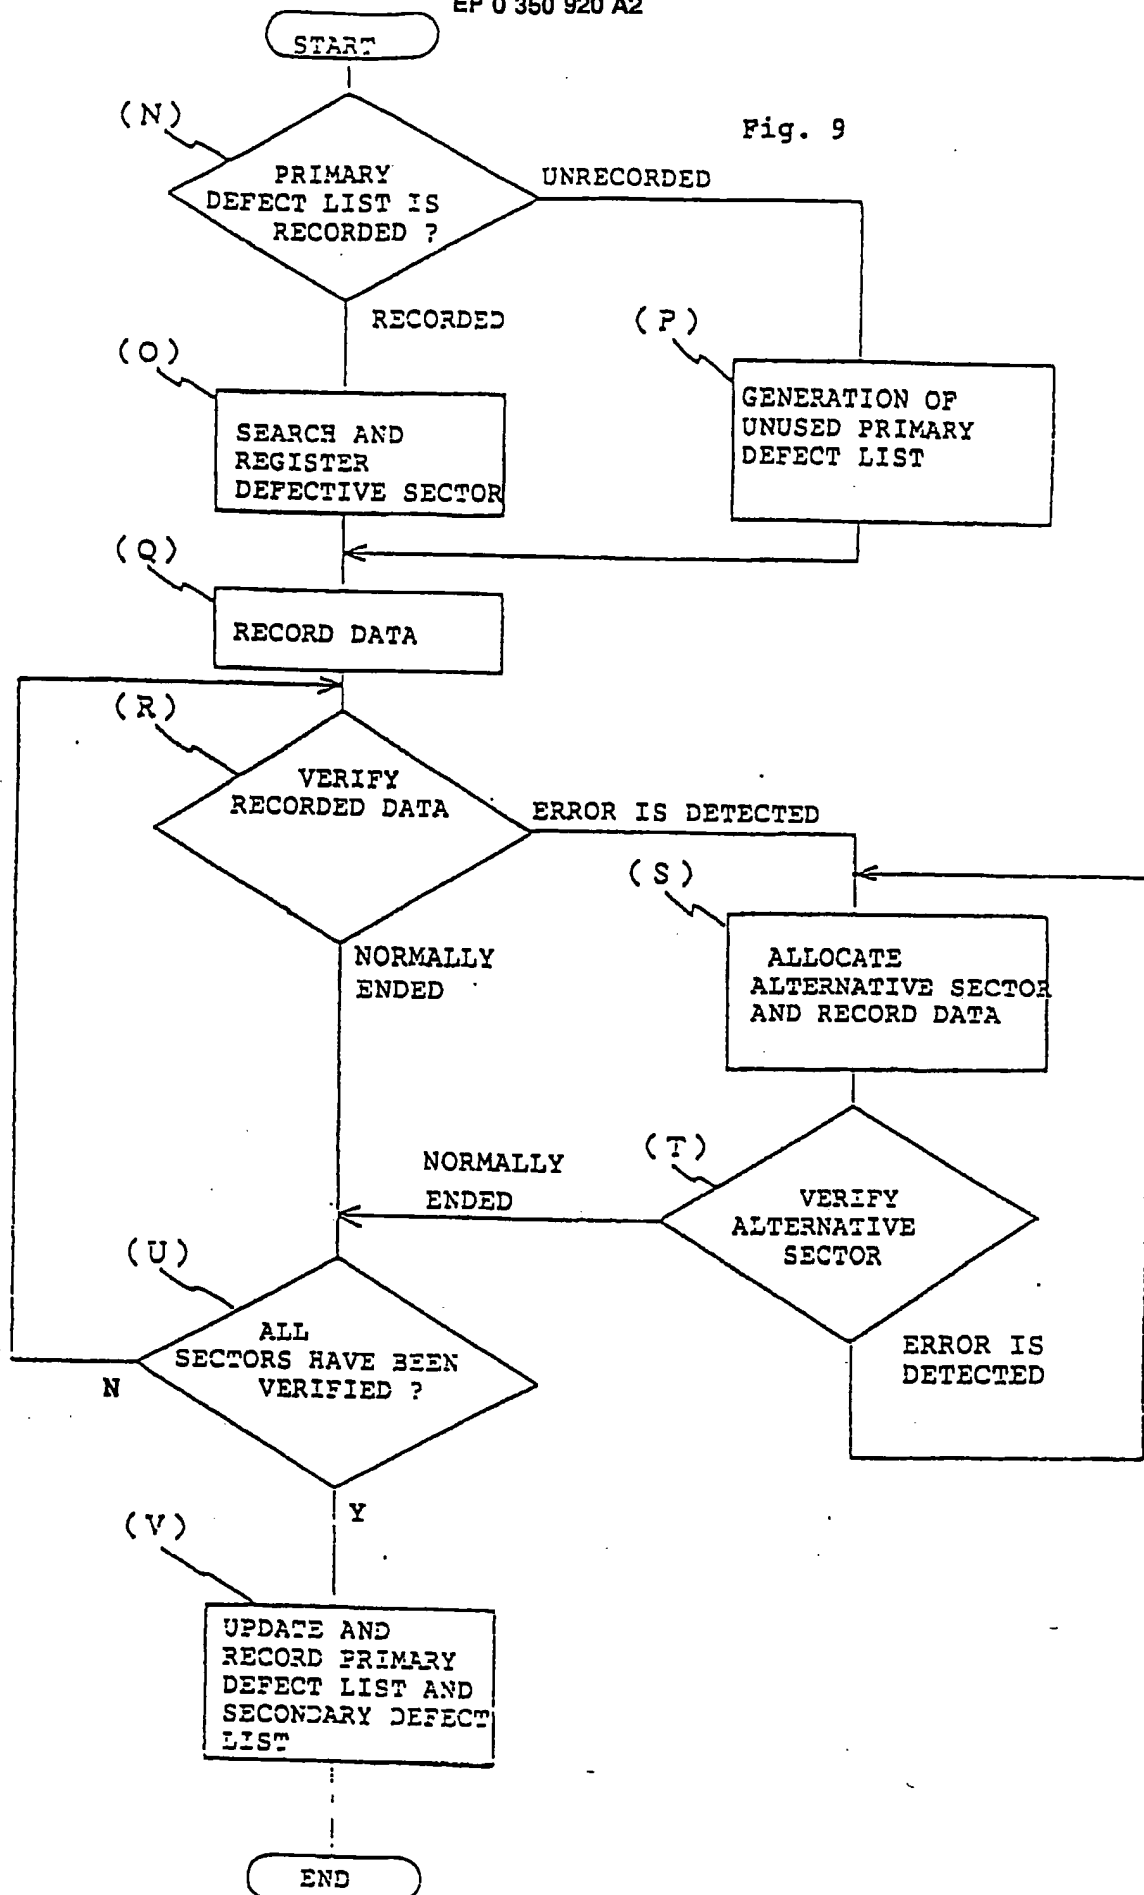 EP 0 350 920 A2
START
(N)
Fig. 9
PRIMARY
DEFECT LIST IS
RECORDED ?
UNRECORDED
RECORDED
(O)
(P)
SEARCH AND
REGISTER
DEFECTIVE SECTOR
GENERATION OF
UNUSED PRIMARY
DEFECT LIST
(Q)
RECORD DATA
(R)
VERIFY
RECORDED DATA
ERROR IS DETECTED
(S)
NORMALLY
ENDED
ALLOCATE
ALTERNATIVE SECTOR
AND RECORD DATA
(T)
NORMALLY
ENDED
VERIFY
ALTERNATIVE
SECTOR
(U)
ALL
SECTORS HAVE BEEN
VERIFIED ?
N
ERROR IS
DETECTED
Y
(V)
UPDATE AND
RECORD PRIMARY
DEFECT LIST AND
SECONDARY DEFECT
LIST
END